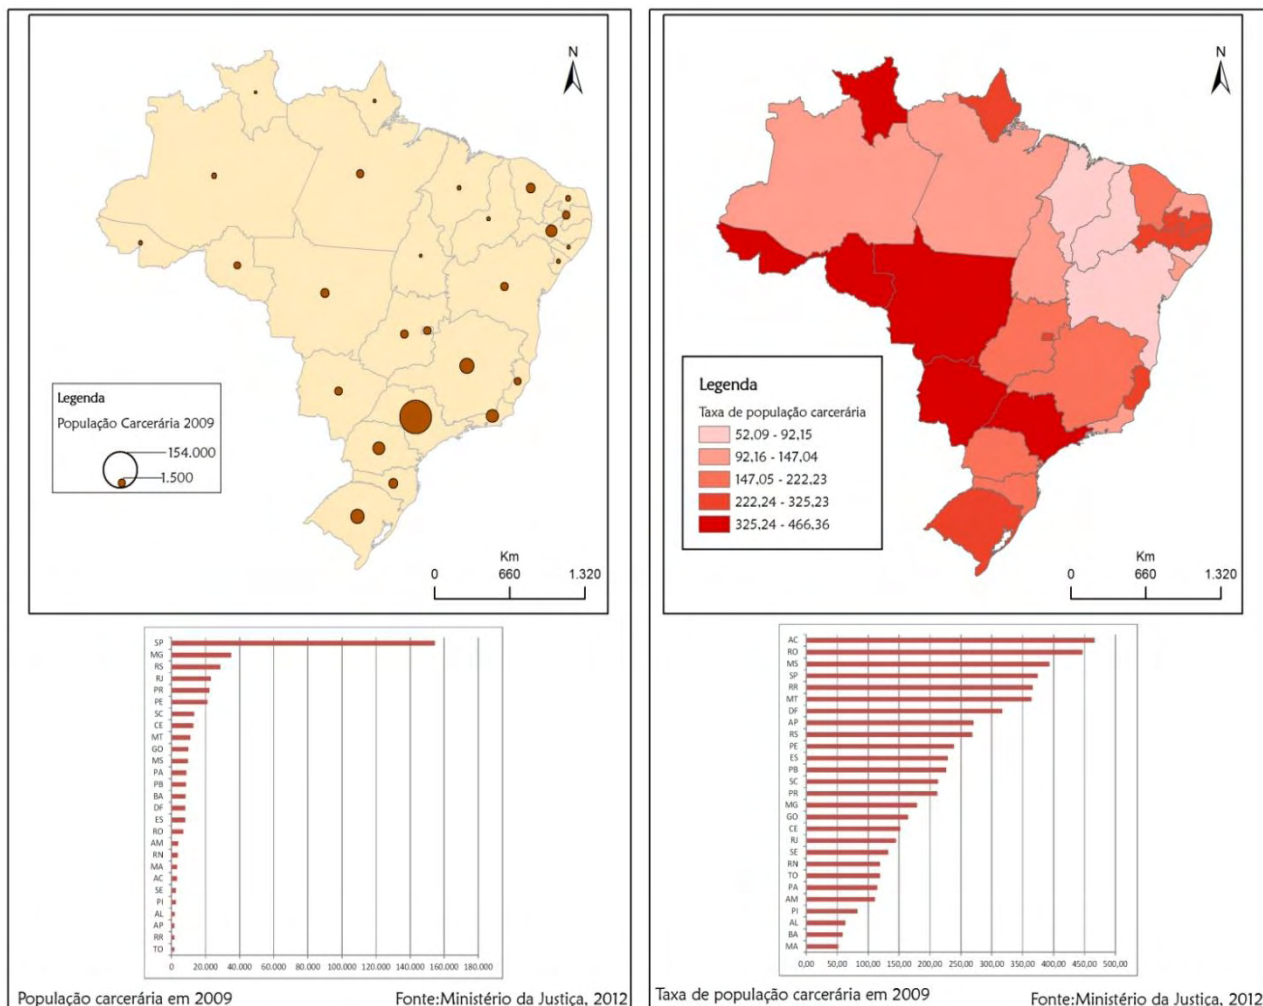 N
Legenda
População Carcerária 2009
154.000
1.500
Km
0 660 1.320
SP
MG
RS
RJ
PR
PE
SC
CE
MT
GO
MS
PA
PB
BA
DF
ES
RO
AM
RN
MA
AC
SE
PI
AL
AP
RR
TO
0 20.000 40.000 60.000 80.000 100.000 120.000 140.000 160.000 180.000
População carcerária em 2009
Fonte:Ministério da Justiça, 2012
N
Legenda
Taxa de população carcerária
52,09 - 92,15
92,16 - 147,04
147,05 - 222,23
222,24 - 325,23
325,24 - 466,36
Km
0 660 1.320
AC
RO
MS
SP
RR
MT
DF
AP
RS
PE
ES
PB
SC
PR
MG
GO
CE
RJ
SE
RN
TO
PA
AM
PI
AL
BA
MA
0,00 50,00 100,00 150,00 200,00 250,00 300,00 350,00 400,00 450,00 500,00
Taxa de população carcerária em 2009
Fonte:Ministério da Justiça, 2012